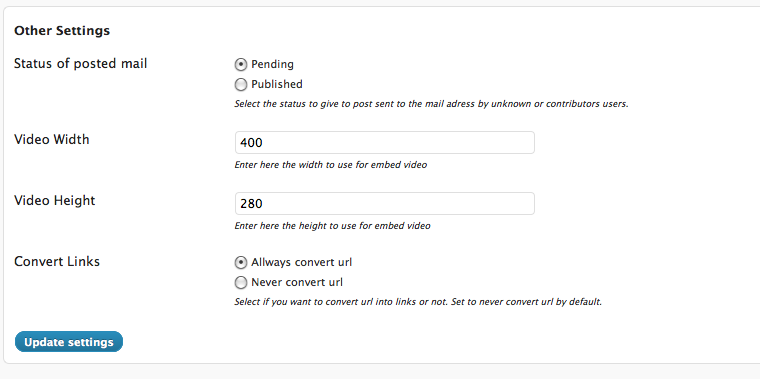 Other Settings
Status of posted mail
Pending
Published
Select the status to give to post sent to the mail adress by unknown or contributors users.
Video Width
400
Enter here the width to use for embed video
Video Height
280
Enter here the height to use for embed video
Convert Links
Allways convert url
Never convert url
Select if you want to convert url into links or not. Set to never convert url by default.
Update settings